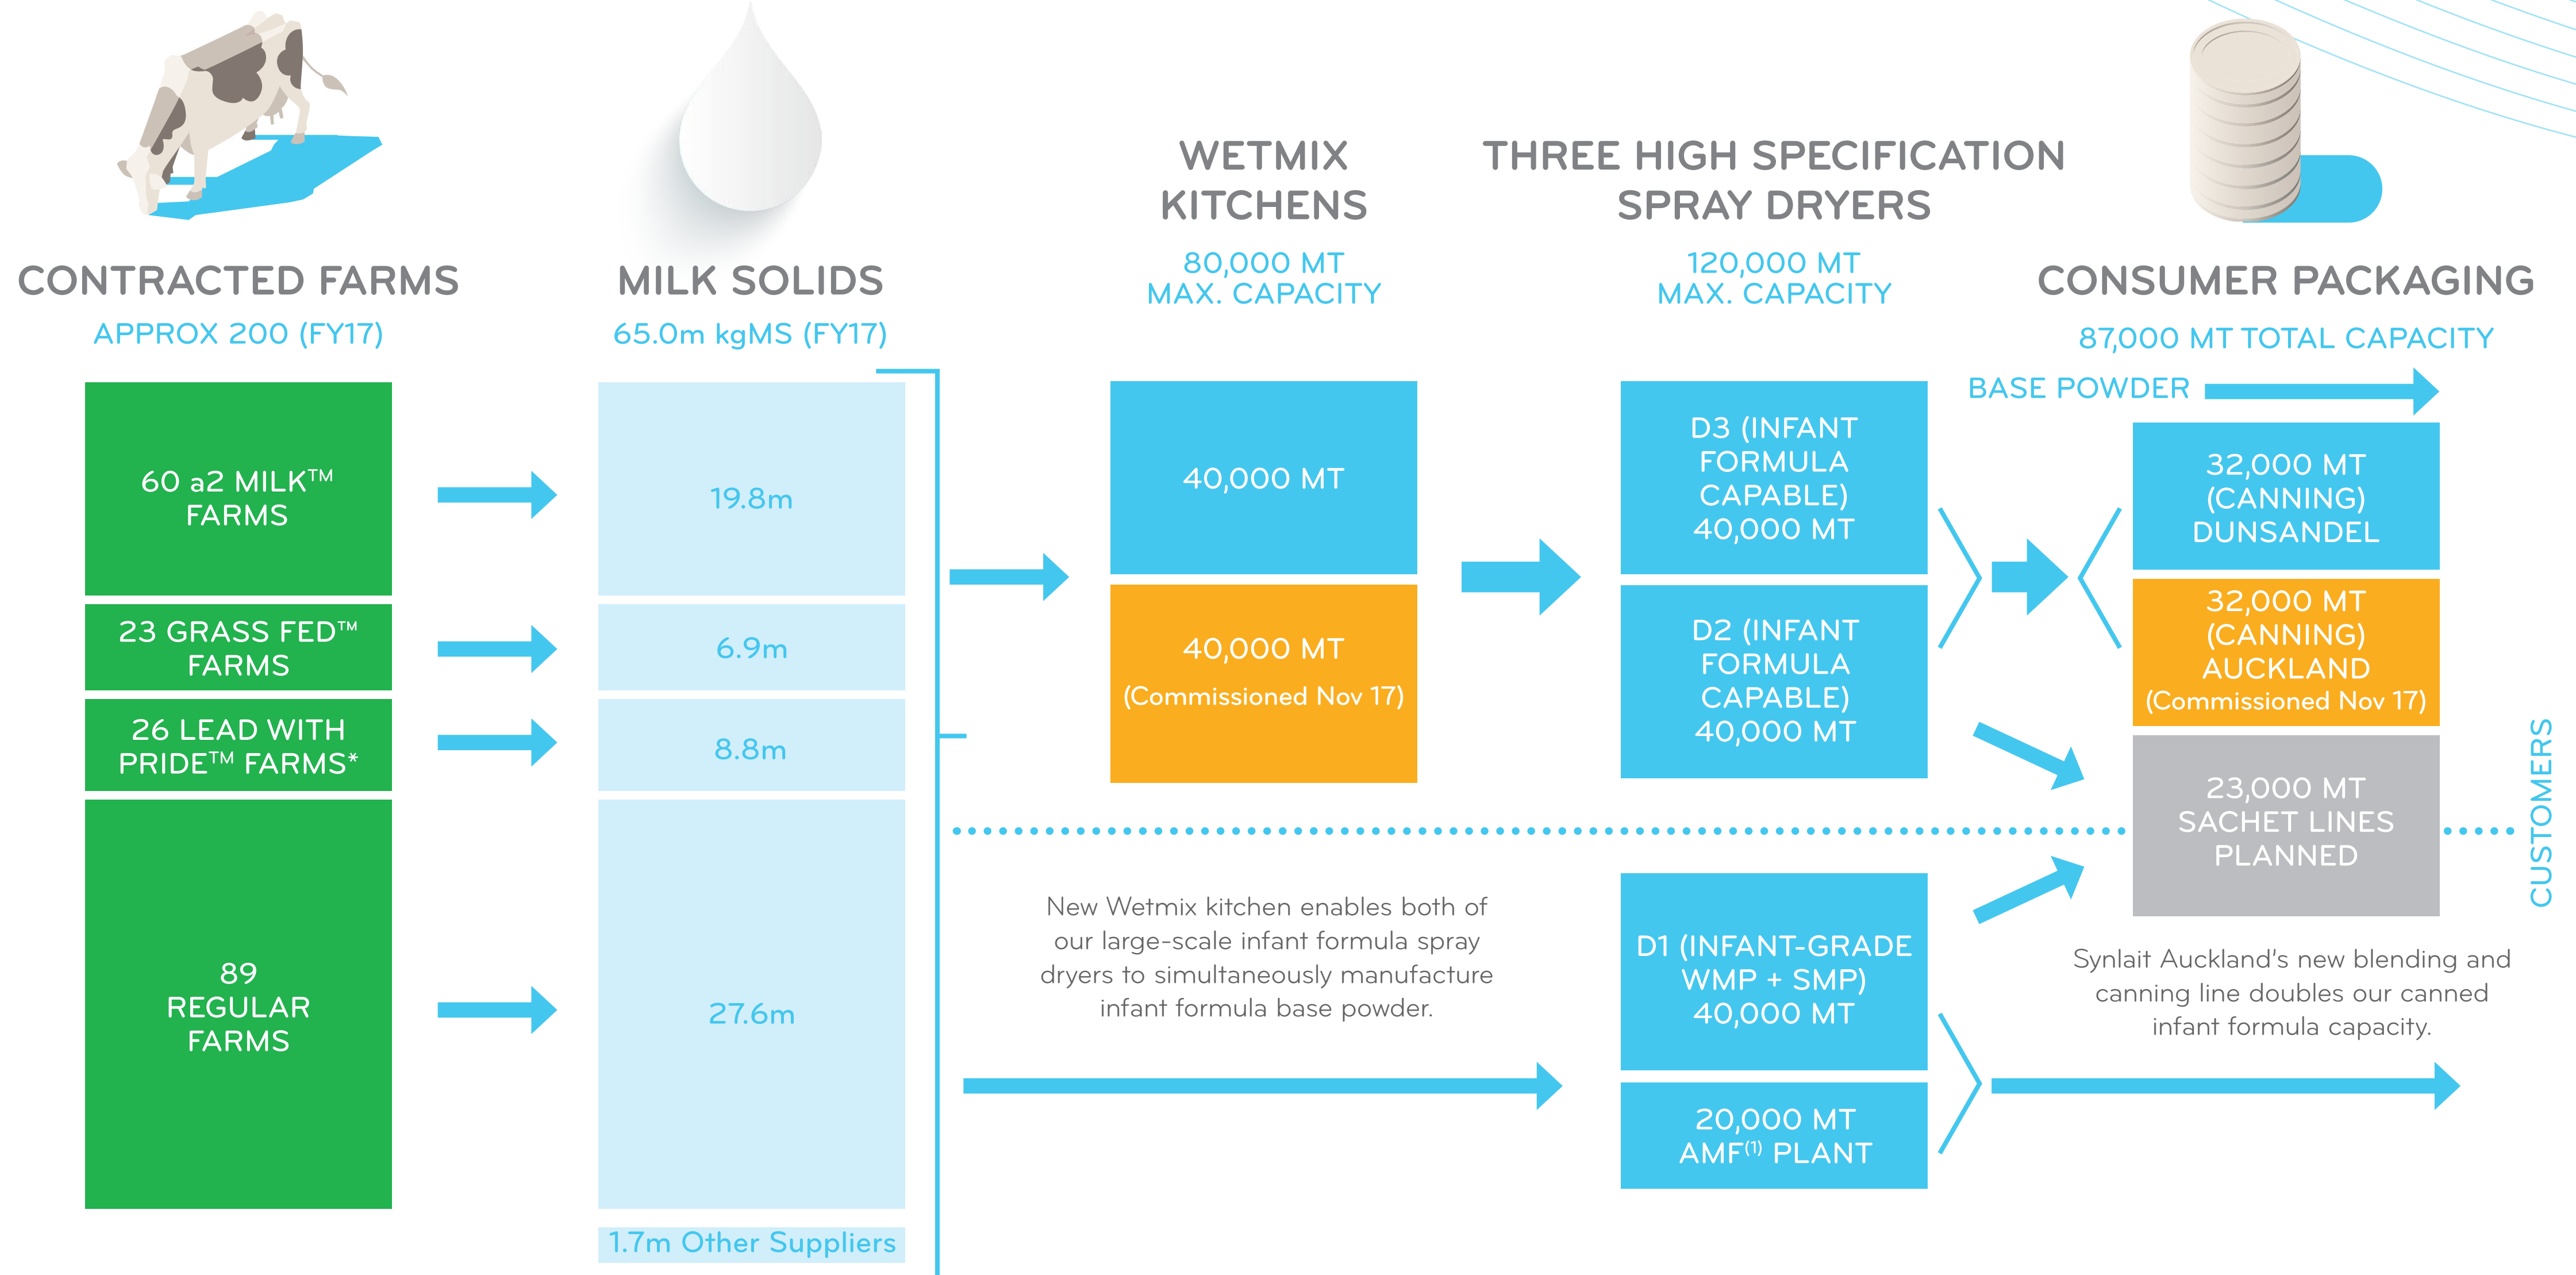 CONTRACTED FARMS
APPROX 200 (FY17)
60 a2 MILK™
FARMS
23 GRASS FED™
FARMS
26 LEAD WITH
PRIDE™ FARMS*
89
REGULAR
FARMS
MILK SOLIDS
65.0m kgMS (FY17)
19.8m
6.9m
8.8m
27.6m
1.7m Other Suppliers
WETMIX
KITCHENS
80,000 MT
MAX. CAPACITY
40,000 MT
40,000 MT
(Commissioned Nov 17)
New Wetmix kitchen enables both of
our large-scale infant formula spray
dryers to simultaneously manufacture
infant formula base powder.
THREE HIGH SPECIFICATION
SPRAY DRYERS
120,000 MT
MAX. CAPACITY
D3 (INFANT
FORMULA
CAPABLE)
40,000 MT
D2 (INFANT
FORMULA
CAPABLE)
40,000 MT
D1 (INFANT-GRADE
WMP + SMP)
40,000 MT
20,000 MT
AMF(1) PLANT
CONSUMER PACKAGING
87,000 MT TOTAL CAPACITY
BASE POWDER
32,000 MT
(CANNING)
DUNSANDEL
32,000 MT
(CANNING)
AUCKLAND
(Commissioned Nov 17)
23,000 MT
SACHET LINES
PLANNED
Synlait Auckland's new blending and
canning line doubles our canned
infant formula capacity.
CUSTOMERS